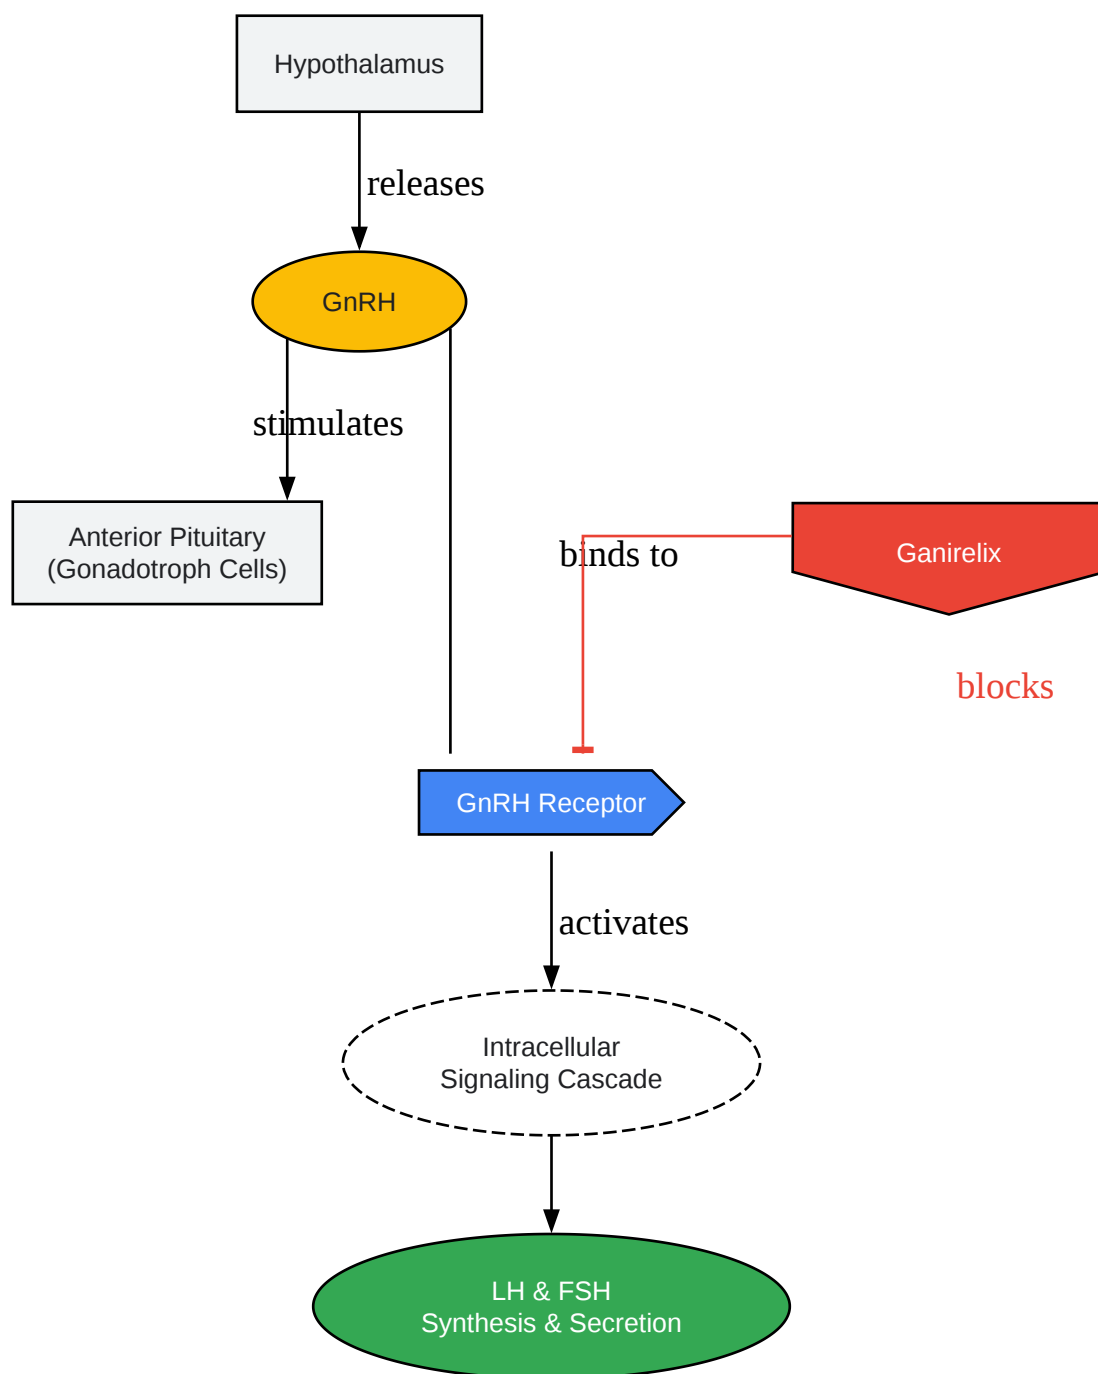 Hypothalamus
releases
GnRH
stimulates
Anterior Pituitary
(Gonadotroph Cells)
binds to
Ganirelix
blocks
GnRH Receptor
activates
Intracellular
Signaling Cascade
LH & FSH
Synthesis & Secretion